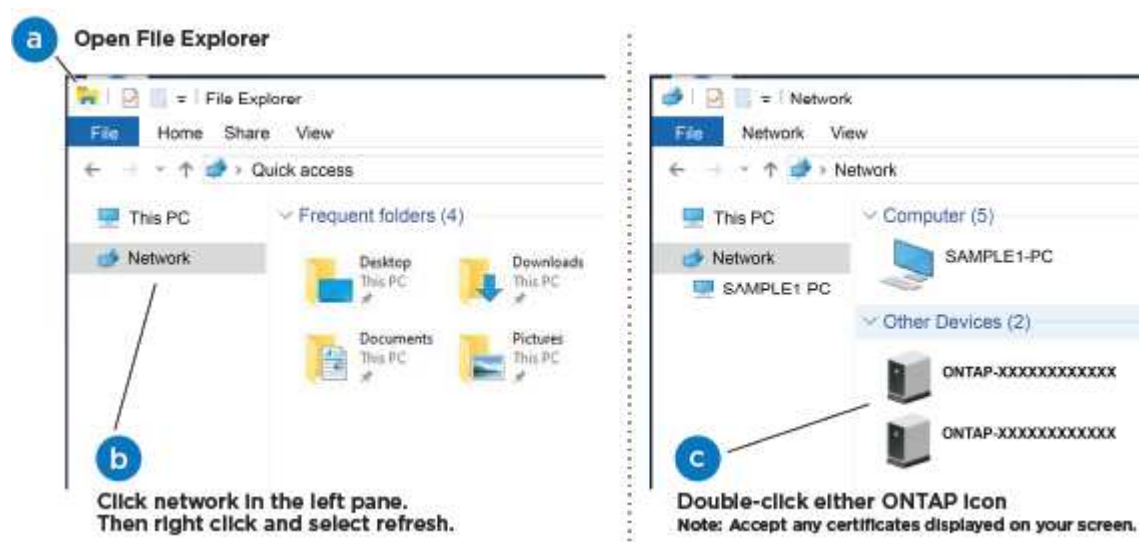 a
Open File Explorer
File Explorer
File Home Share View
Quick access
This PC
Network
Frequent folders (4)
Desktop
This PC
Downloads
This PC
Documents
This PC
Pictures
This PC
b
Click network in the left pane.
Then right click and select refresh.
Network
File Network View
Network
This PC
Network
SAMPLE1 PC
Computer (5)
SAMPLE1-PC
Other Devices (2)
ONTAP-XXXXXXXXXXXX
ONTAP-XXXXXXXXXXXX
c
Double-click either ONTAP icon
Note: Accept any certificates displayed on your screen.